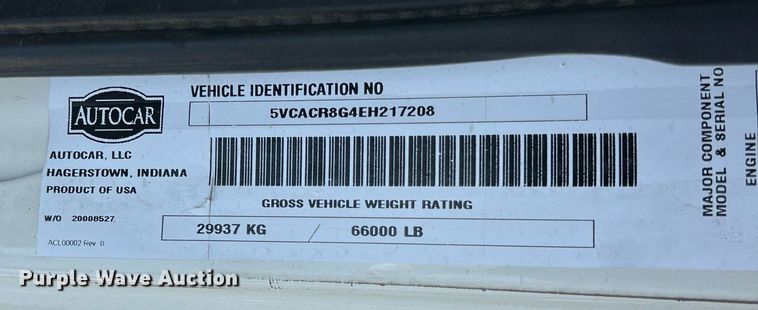 AUTOCAR
VEHICLE IDENTIFICATION NO
5VCACR8G4EH217208
AUTOCAR, LLC
HAGERSTOWN, INDIANA
PRODUCT OF USA
GROSS VEHICLE WEIGHT RATING
W/O 20008527
29937 KG / 66000 LB
ACL00002 Rev D
MAJOR COMPONENT
MODEL & SERIAL NO
ENGINE
Purple Wave Auction